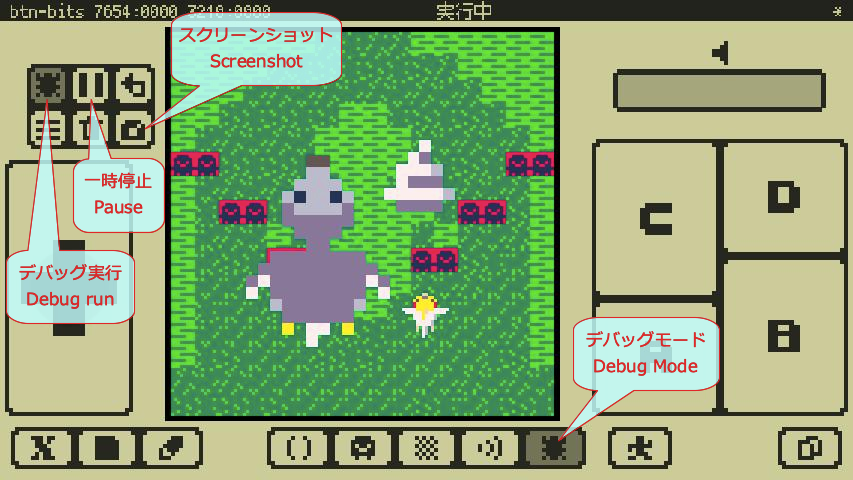 btn-bits 7654:0000 3210:0000
実行中
*
スクリーンショット
Screenshot
一時停止
Pause
デバッグ実行
Debug run
C
D
B
デバッグモード
Debug Mode
X
()